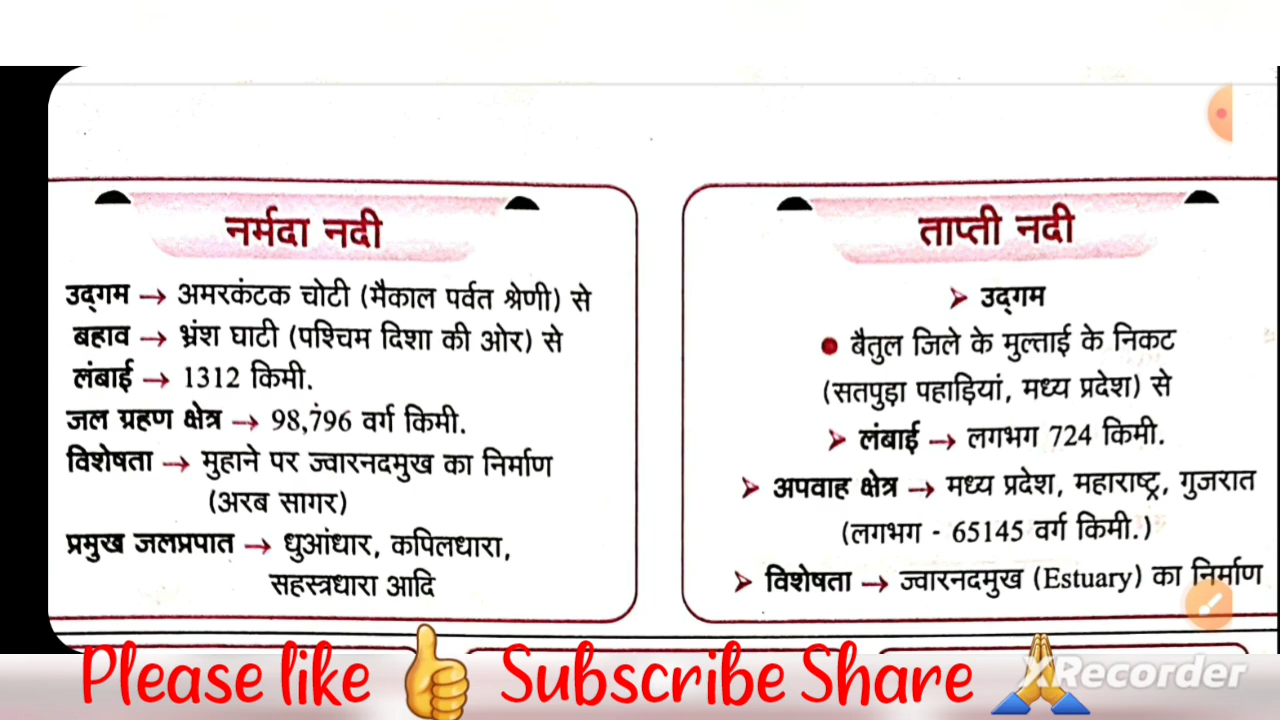 नर्मदा नदी
उद्गम → अमरकंटक चोटी (मैकाल पर्वत श्रेणी) से
बहाव → भ्रंश घाटी (पश्चिम दिशा की ओर) से
लंबाई → 1312 किमी.
जल ग्रहण क्षेत्र → 98,796 वर्ग किमी.
विशेषता → मुहाने पर ज्वारनदमुख का निर्माण
(अरब सागर)
प्रमुख जलप्रपात → धुआंधार, कपिलधारा,
सहस्त्रधारा आदि
ताप्ती नदी
➤ उद्गम
● बैतुल जिले के मुल्ताई के निकट
(सतपुड़ा पहाड़ियां, मध्य प्रदेश) से
➤ लंबाई → लगभग 724 किमी.
➤ अपवाह क्षेत्र → मध्य प्रदेश, महाराष्ट्र, गुजरात
(लगभग - 65145 वर्ग किमी.)
➤ विशेषता → ज्वारनदमुख (Estuary) का निर्माण
Please like 👍 Subscribe Share 🙏
XRecorder